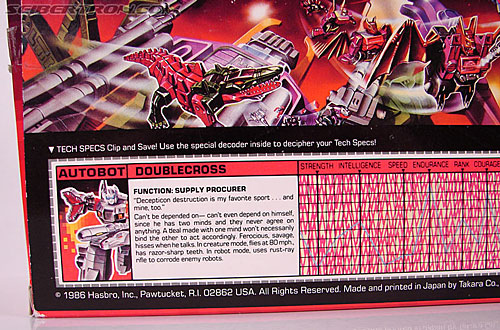 SEIBERTRON.COM
▼ TECH SPECS Clip and Save! Use the special decoder inside to decipher your Tech Specs!
AUTOBOT DOUBLECROSS
STRENGTH INTELLIGENCE SPEED ENDURANCE RANK COURAGE
FUNCTION: SUPPLY PROCURER
"Decepticon destruction is my favorite sport . . . and
mine, too."
Can't be depended on— can't even depend on himself,
since he has two minds and they never agree on
anything. A deal made with one mind won't necessarily
bind the other to act accordingly. Ferocious, savage,
hisses when he talks. In creature mode, flies at 80 mph,
has razor-sharp teeth. In robot mode, uses rust-ray
rifle to corrode enemy robots.
© 1986 Hasbro, Inc., Pawtucket, R.I. 02862 USA. All Rights Reserved. Made and printed in Japan by Takara Co.,